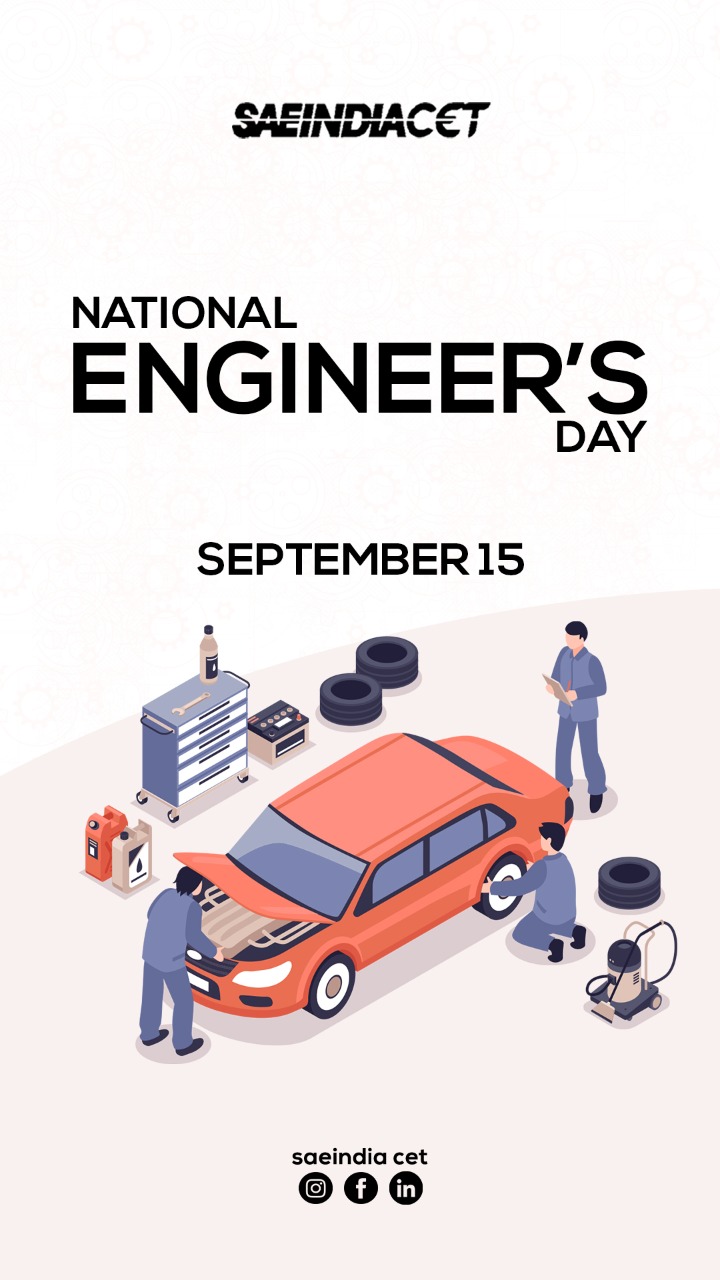 SAEINDIACET
NATIONAL
ENGINEER'S
DAY
SEPTEMBER 15
saeindia cet